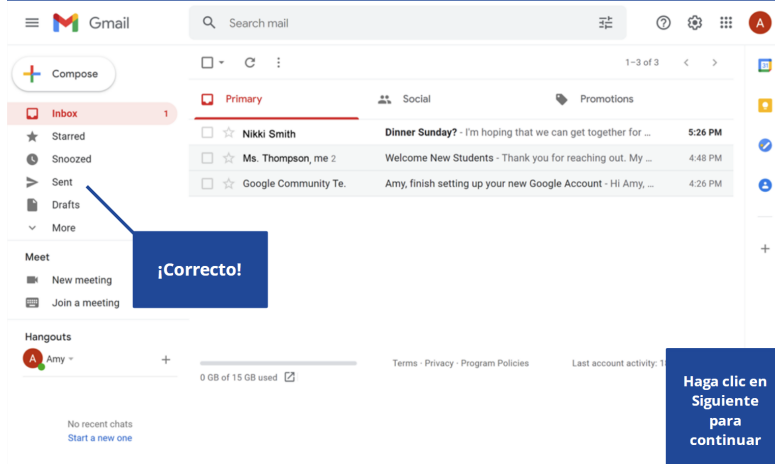 Gmail
Search mail
A
Compose
1–3 of 3
31
Primary
Social
Promotions
Inbox 1
Starred
Snoozed
Sent
Drafts
More
Nikki Smith Dinner Sunday? - I'm hoping that we can get together for ... 5:26 PM
Ms. Thompson, me 2 Welcome New Students - Thank you for reaching out. My ... 4:48 PM
Google Community Te. Amy, finish setting up your new Google Account - Hi Amy, ... 4:26 PM
¡Correcto!
Meet
New meeting
Join a meeting
Hangouts
A Amy
No recent chats
Start a new one
0 GB of 15 GB used
Terms · Privacy · Program Policies
Last account activity:
Haga clic en
Siguiente
para
continuar